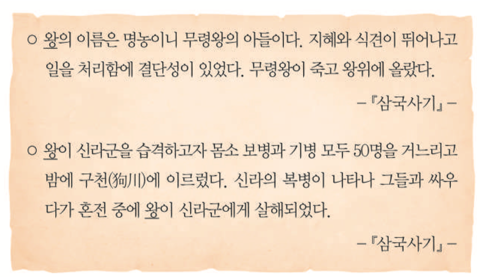 ○ 왕의 이름은 명농이니 무령왕의 아들이다. 지혜와 식견이 뛰어나고
일을 처리함에 결단성이 있었다. 무령왕이 죽고 왕위에 올랐다.
-『삼국사기』-
○ 왕이 신라군을 습격하고자 몸소 보병과 기병 모두 50명을 거느리고
밤에 구천(狗川)에 이르렀다. 신라의 복병이 나타나 그들과 싸우
다가 혼전 중에 왕이 신라군에게 살해되었다.
-『삼국사기』-